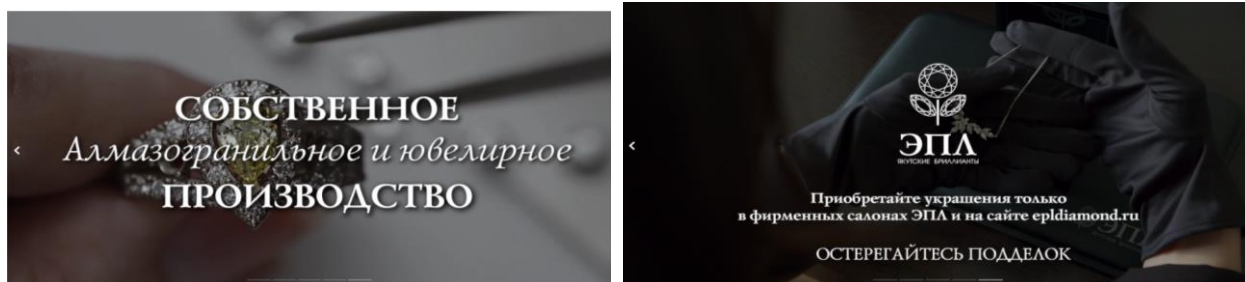 СОБСТВЕННОЕ
Алмазогранильное и ювелирное
ПРОИЗВОДСТВО
ЭПЛ
ЯКУТСКИЕ БРИЛЛИАНТЫ
Приобретайте украшения только
в фирменных салонах ЭПЛ и на сайте epldiamond.ru
ОСТЕРЕГАЙТЕСЬ ПОДДЕЛОК